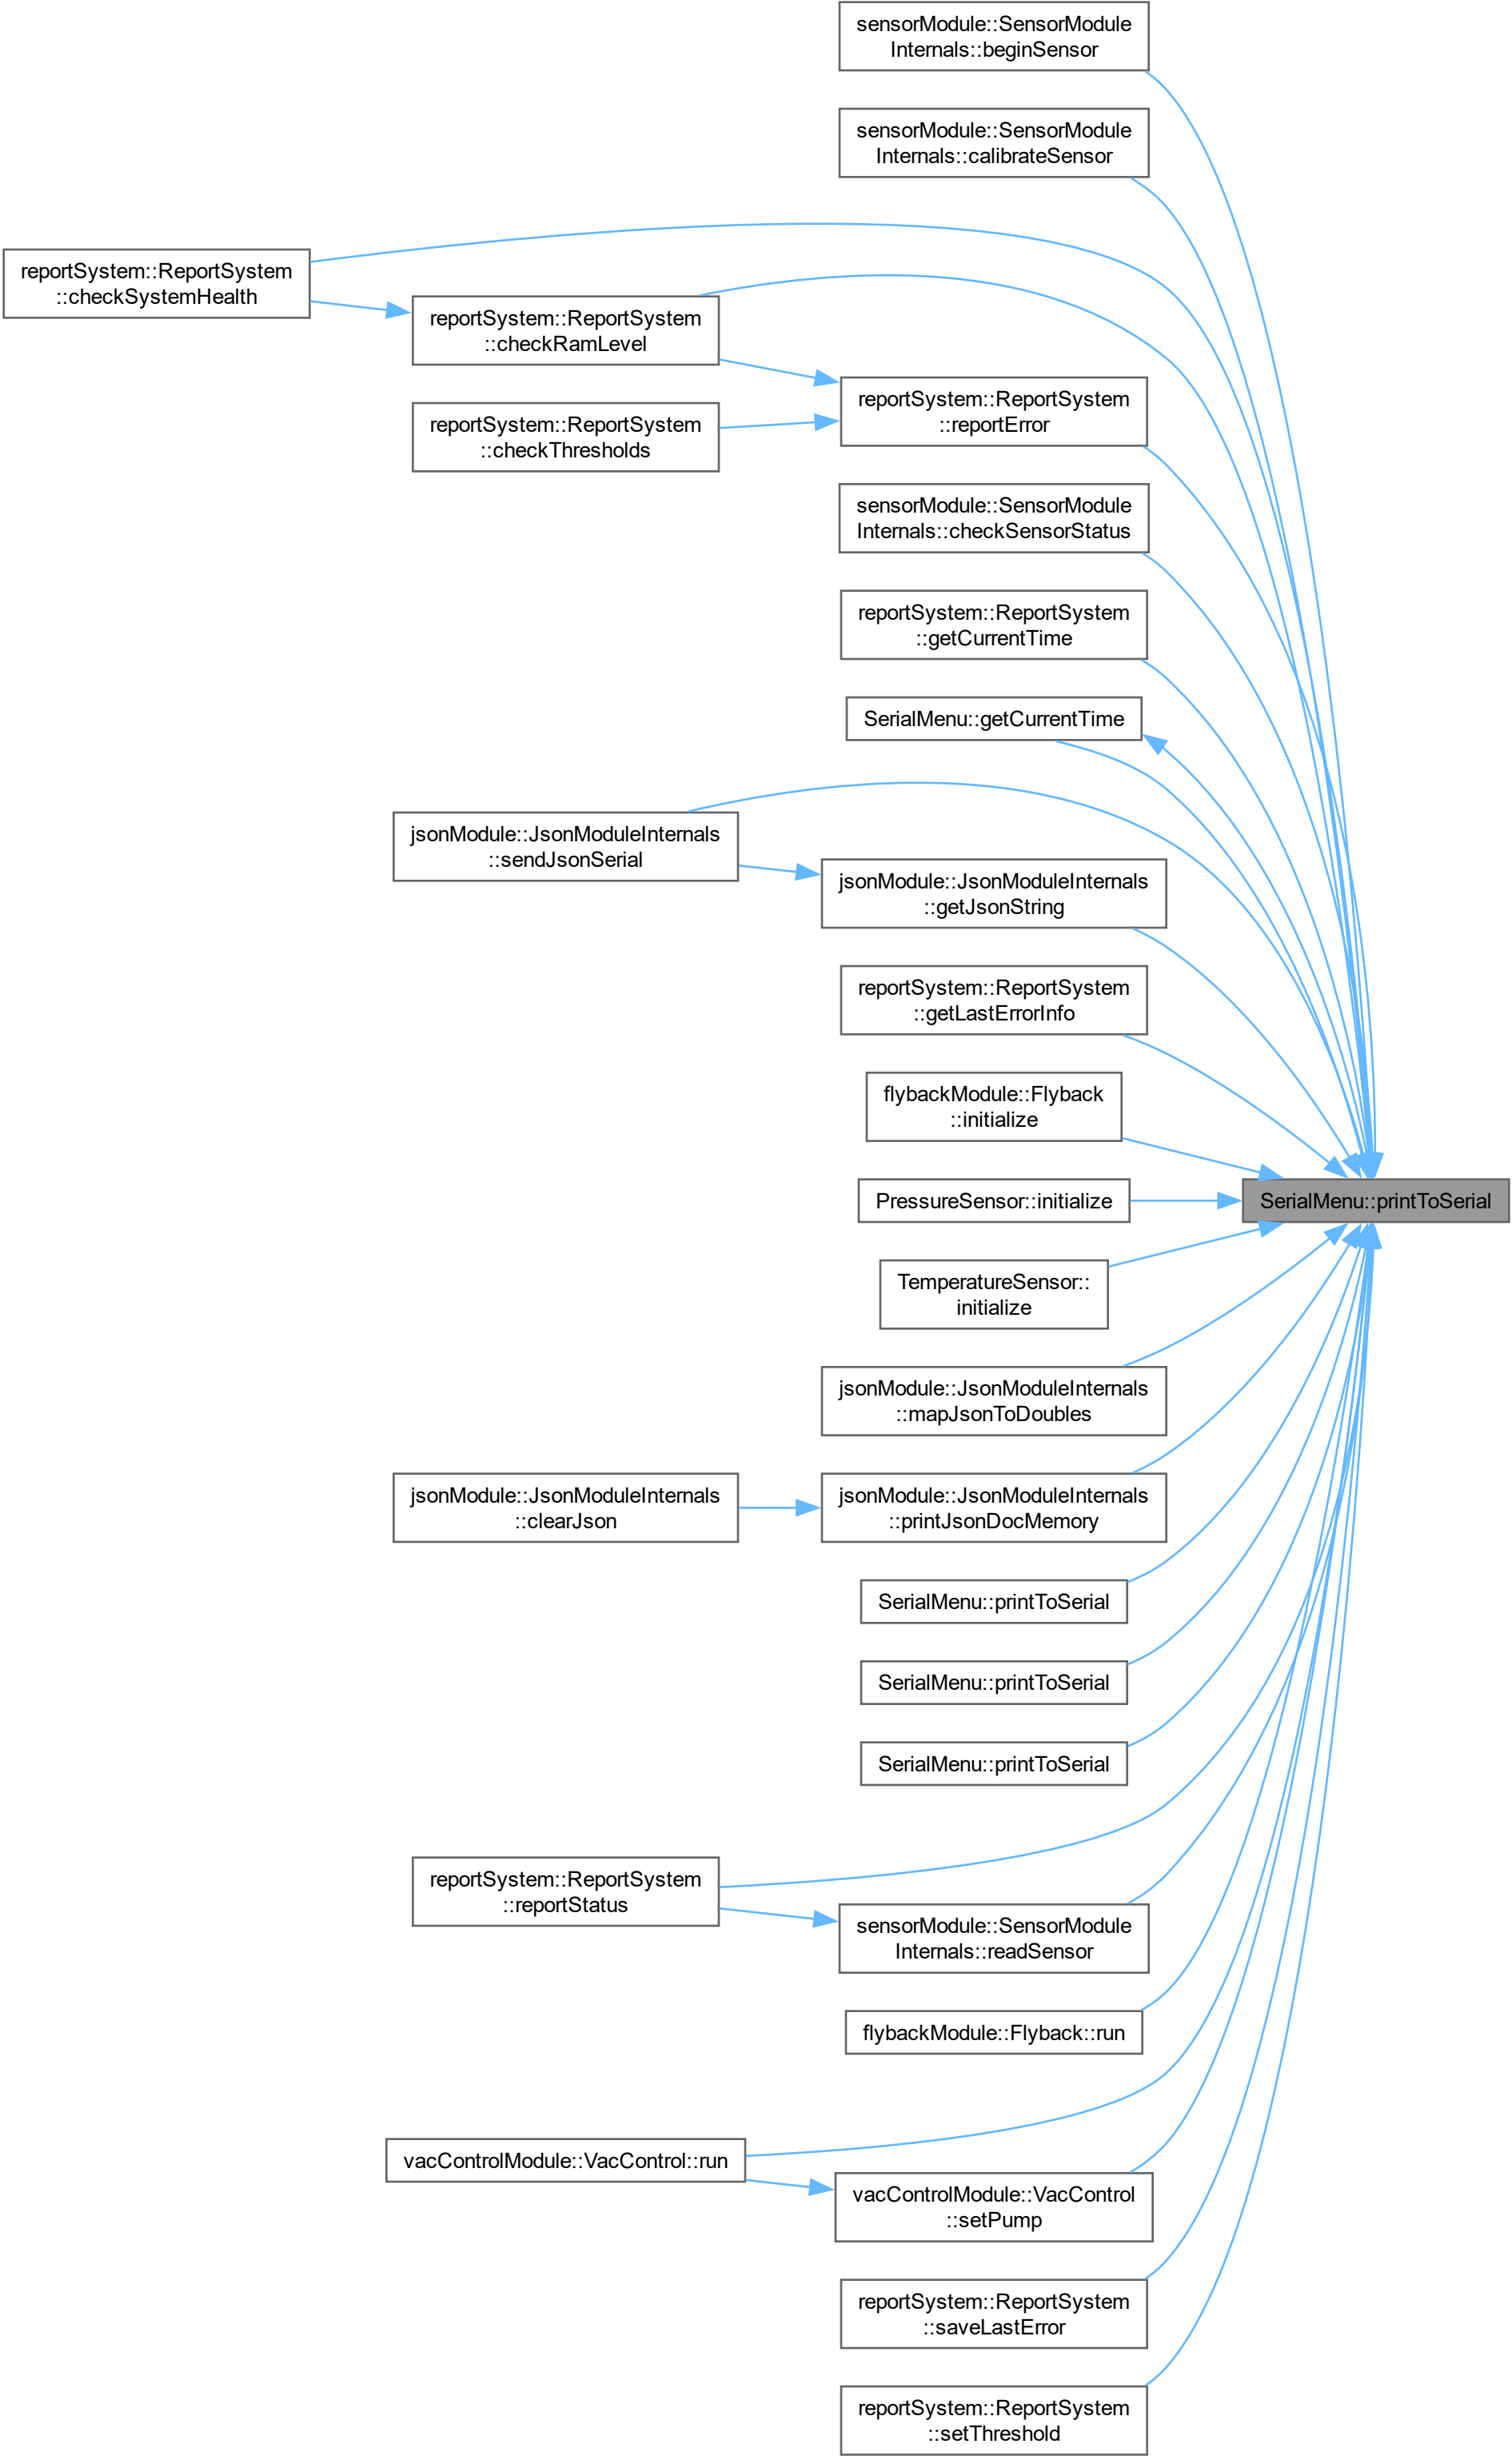 sensorModule::SensorModule
Internals::beginSensor
sensorModule::SensorModule
Internals::calibrateSensor
reportSystem::ReportSystem
::checkSystemHealth
reportSystem::ReportSystem
::checkRamLevel
reportSystem::ReportSystem
::reportError
reportSystem::ReportSystem
::checkThresholds
sensorModule::SensorModule
Internals::checkSensorStatus
reportSystem::ReportSystem
::getCurrentTime
SerialMenu::getCurrentTime
jsonModule::JsonModuleInternals
::sendJsonSerial
jsonModule::JsonModuleInternals
::getJsonString
reportSystem::ReportSystem
::getLastErrorInfo
flybackModule::Flyback
::initialize
PressureSensor::initialize
SerialMenu::printToSerial
TemperatureSensor::
initialize
jsonModule::JsonModuleInternals
::mapJsonToDoubles
jsonModule::JsonModuleInternals
::clearJson
jsonModule::JsonModuleInternals
::printJsonDocMemory
SerialMenu::printToSerial
SerialMenu::printToSerial
SerialMenu::printToSerial
reportSystem::ReportSystem
::reportStatus
sensorModule::SensorModule
Internals::readSensor
flybackModule::Flyback::run
vacControlModule::VacControl::run
vacControlModule::VacControl
::setPump
reportSystem::ReportSystem
::saveLastError
reportSystem::ReportSystem
::setThreshold